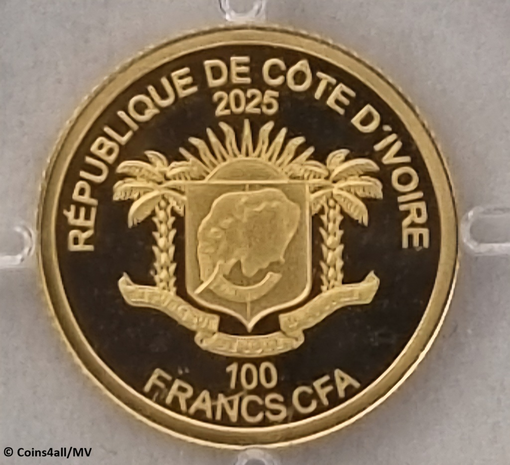 RÉPUBLIQUE DE CÔTE D'IVOIRE
2025
100
FRANCS CFA
© Coins4all/MV